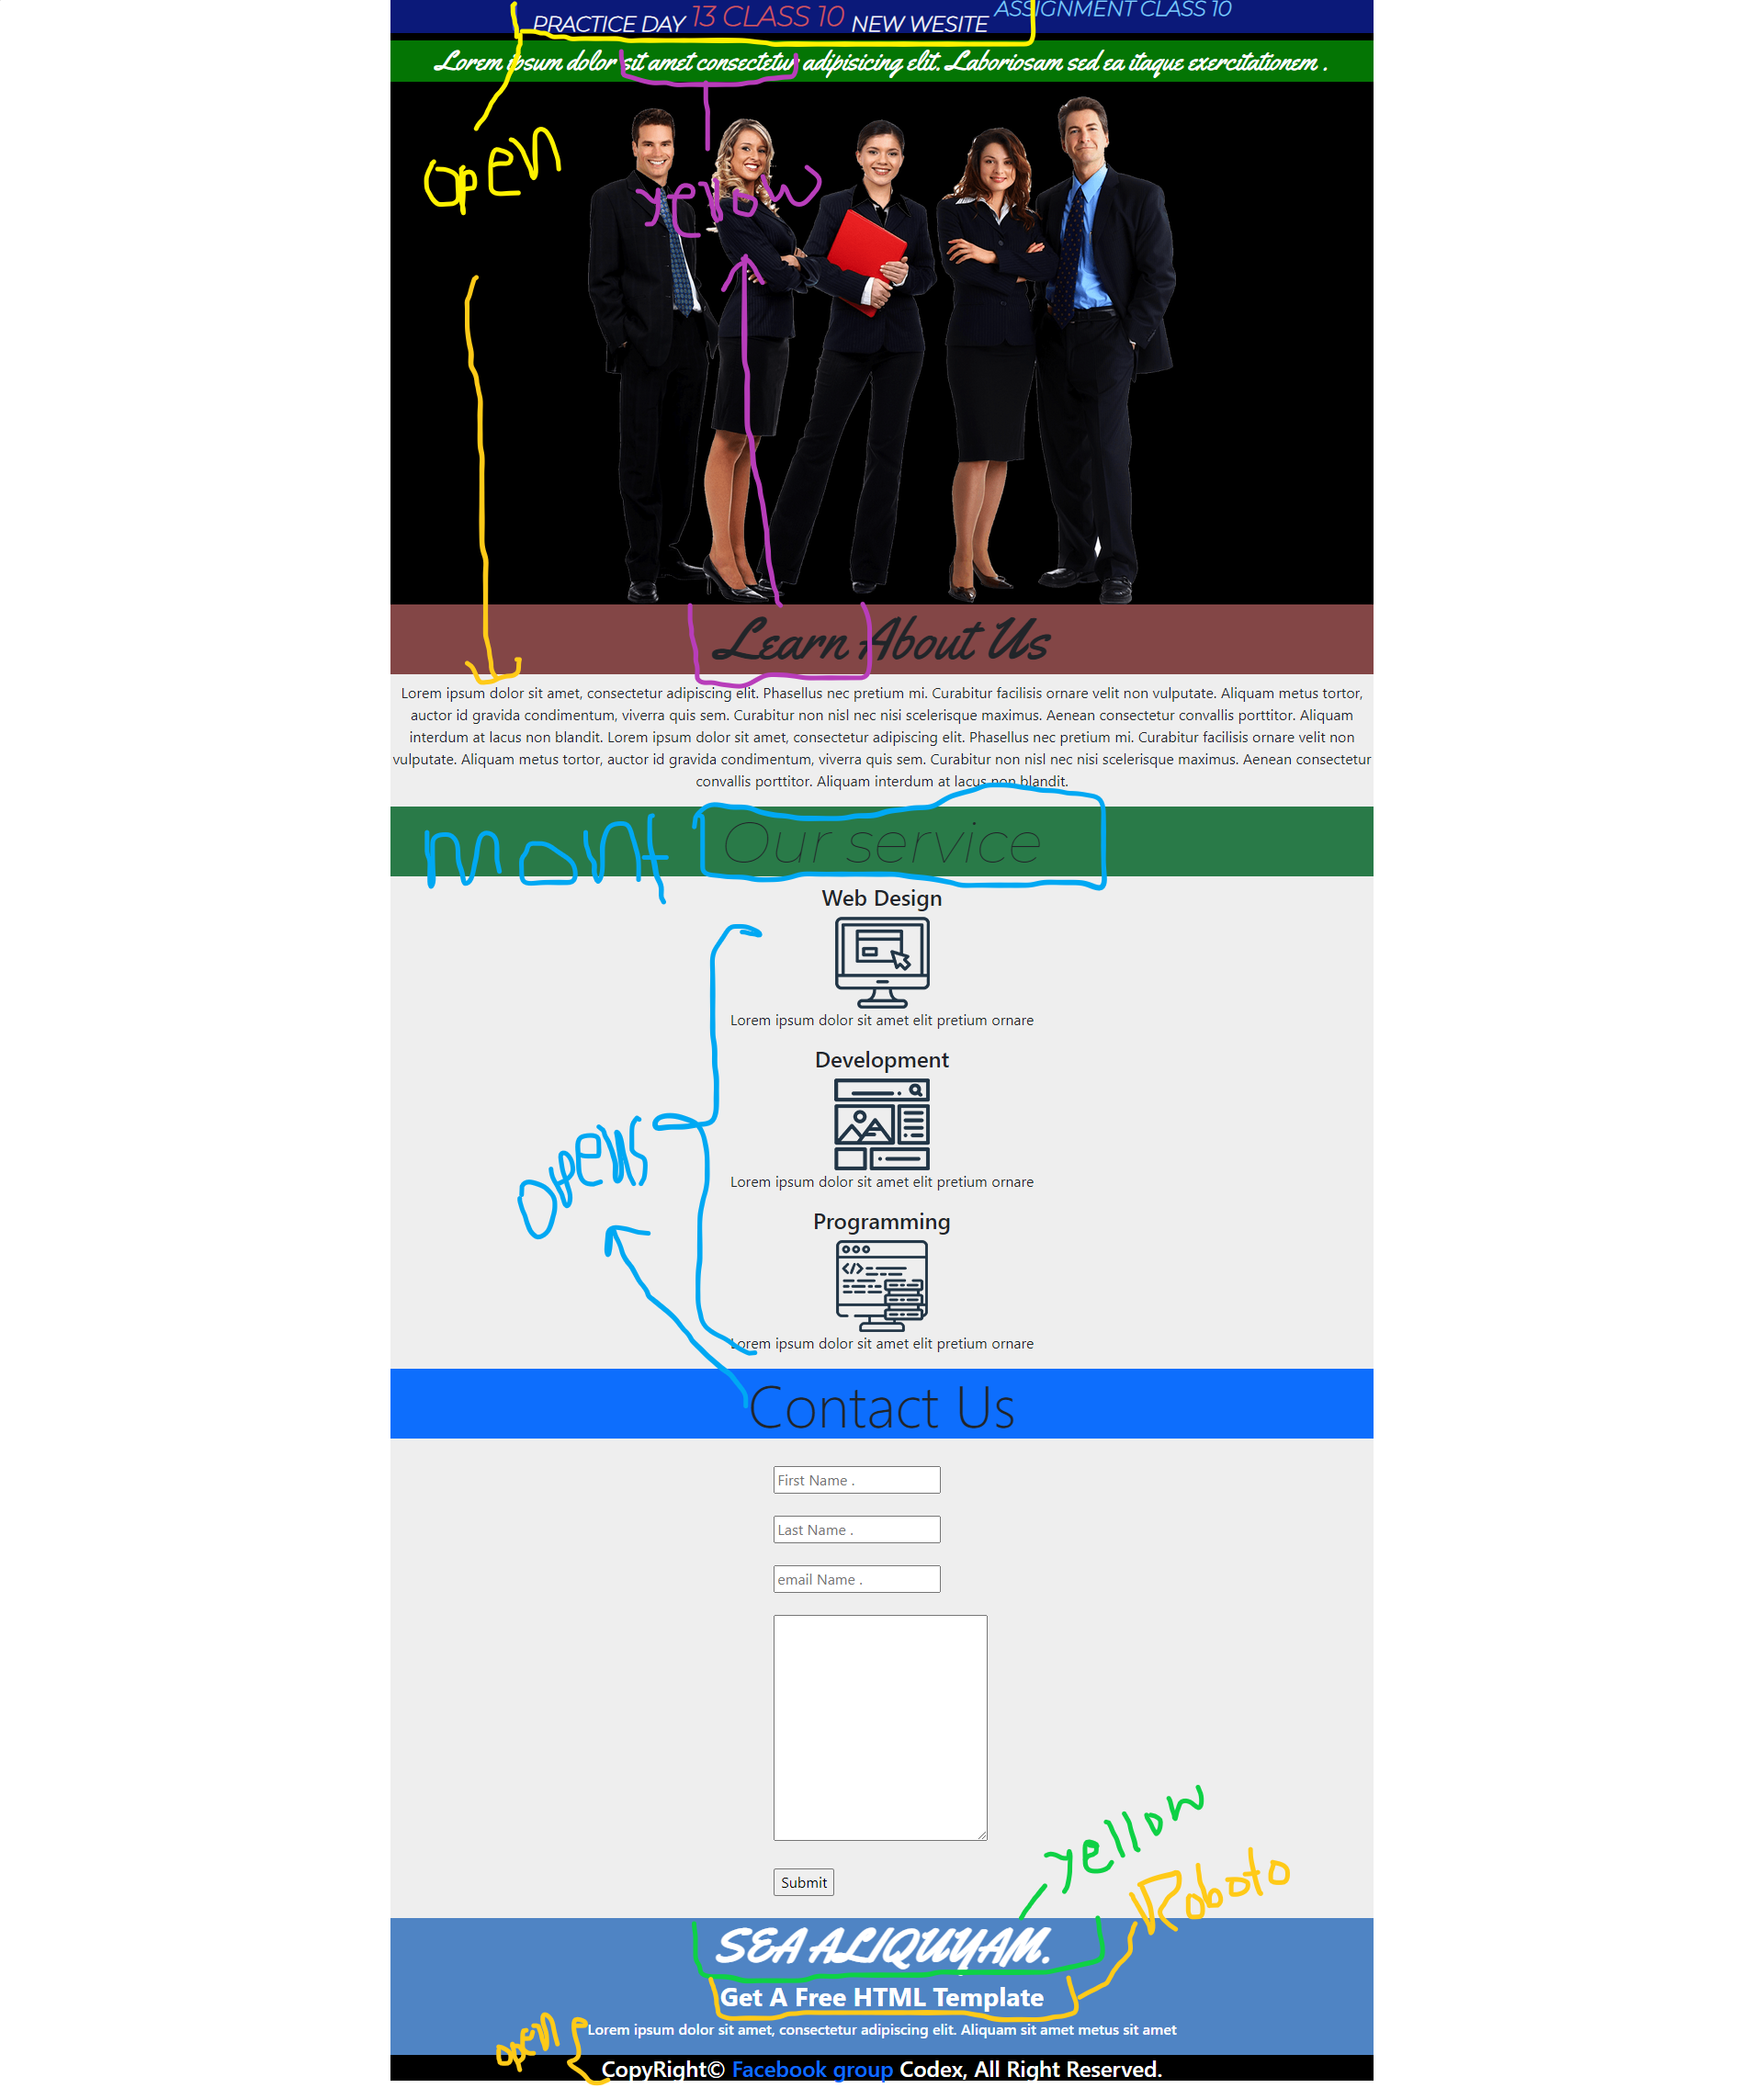 PRACTICE DAY 13 CLASS 10 NEW WESITE ASSIGNMENT CLASS 10
Lorem ipsum dolor sit amet consectetur adipisicing elit. Laboriosam sed ea itaque exercitationem .
open
yellow
Learn About Us
Lorem ipsum dolor sit amet, consectetur adipiscing elit. Phasellus nec pretium mi. Curabitur facilisis ornare velit non vulputate. Aliquam metus tortor,
auctor id gravida condimentum, viverra quis sem. Curabitur non nisl nec nisi scelerisque maximus. Aenean consectetur convallis porttitor. Aliquam
interdum at lacus non blandit. Lorem ipsum dolor sit amet, consectetur adipiscing elit. Phasellus nec pretium mi. Curabitur facilisis ornare velit non
vulputate. Aliquam metus tortor, auctor id gravida condimentum, viverra quis sem. Curabitur non nisl nec nisi scelerisque maximus. Aenean consectetur
convallis porttitor. Aliquam interdum at lacus non blandit.
mont Our service
Web Design
Lorem ipsum dolor sit amet elit pretium ornare
Development
opens
Lorem ipsum dolor sit amet elit pretium ornare
Programming
Lorem ipsum dolor sit amet elit pretium ornare
Contact Us
First Name .
Last Name .
email Name .
yellow
Roboto
Submit
SEA ALIQUYAM.
Get A Free HTML Template
open
Lorem ipsum dolor sit amet, consectetur adipiscing elit. Aliquam sit amet metus sit amet
CopyRight© Facebook group Codex, All Right Reserved.